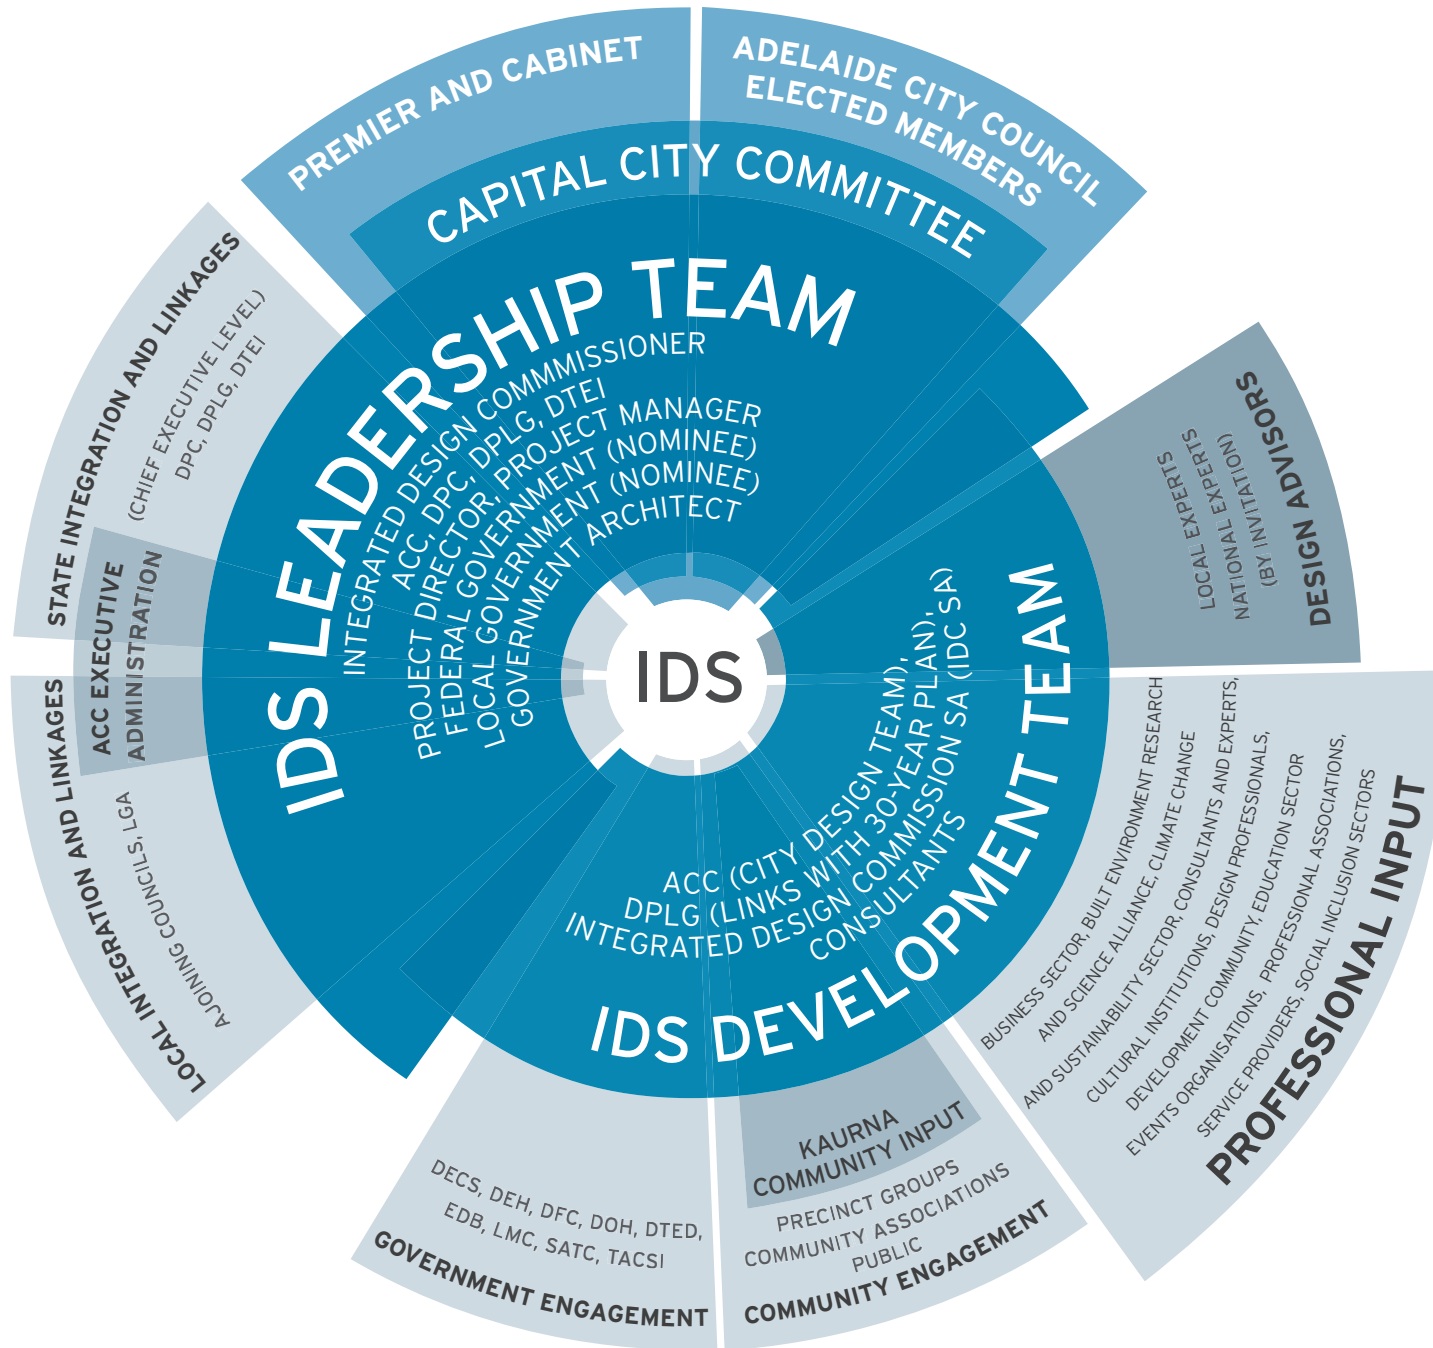 PREMIER AND CABINET
ADELAIDE CITY COUNCIL
ELECTED MEMBERS
CAPITAL CITY COMMITTEE
IDS LEADERSHIP TEAM
INTEGRATED DESIGN COMMMISSIONER
ACC, DPC, DPLG, DTEI
PROJECT DIRECTOR, PROJECT MANAGER
FEDERAL GOVERNMENT (NOMINEE)
LOCAL GOVERNMENT (NOMINEE)
GOVERNMENT ARCHITECT
STATE INTEGRATION AND LINKAGES
(CHIEF EXECUTIVE LEVEL)
DPC, DPLG, DTEI
ACC EXECUTIVE
ADMINISTRATION
LOCAL INTEGRATION AND LINKAGES
AJOINING COUNCILS, LGA
IDS
DESIGN ADVISORS
LOCAL EXPERTS
NATIONAL EXPERTS
(BY INVITATION)
IDS DEVELOPMENT TEAM
ACC (CITY DESIGN TEAM),
DPLG (LINKS WITH 30-YEAR PLAN),
INTEGRATED DESIGN COMMISSION SA (IDC SA)
CONSULTANTS
BUSINESS SECTOR, BUILT ENVIRONMENT RESEARCH
AND SCIENCE ALLIANCE, CLIMATE CHANGE
AND SUSTAINABILITY SECTOR, CONSULTANTS AND EXPERTS,
CULTURAL INSTITUTIONS, DESIGN PROFESSIONALS,
DEVELOPMENT COMMUNITY, EDUCATION SECTOR
EVENTS ORGANISATIONS, PROFESSIONAL ASSOCIATIONS,
SERVICE PROVIDERS, SOCIAL INCLUSION SECTORS
PROFESSIONAL INPUT
KAURNA
COMMUNITY INPUT
PRECINCT GROUPS
COMMUNITY ASSOCIATIONS
PUBLIC
COMMUNITY ENGAGEMENT
DECS, DEH, DFC, DOH, DTED,
EDB, LMC, SATC, TACSI
GOVERNMENT ENGAGEMENT